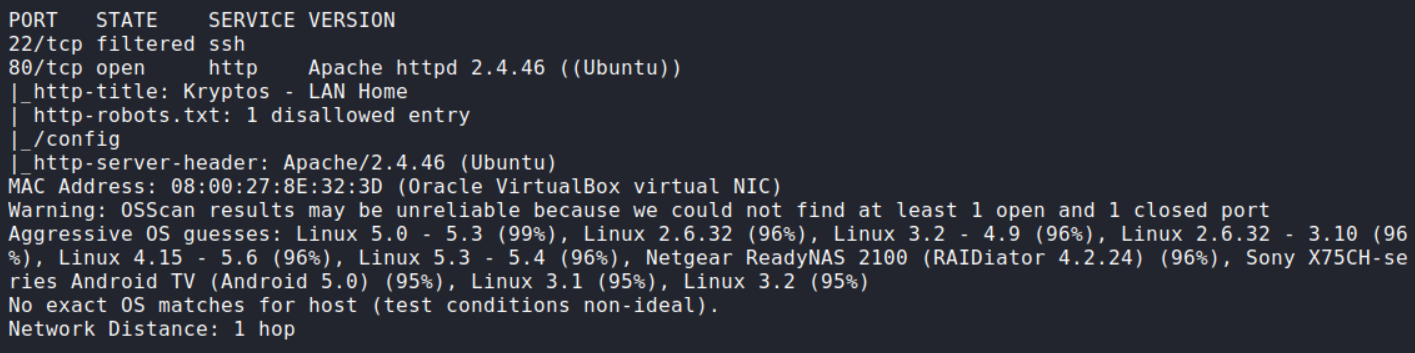 PORT   STATE    SERVICE VERSION
22/tcp filtered ssh
80/tcp open     http    Apache httpd 2.4.46 ((Ubuntu))
|_http-title: Kryptos - LAN Home
| http-robots.txt: 1 disallowed entry
|_/config
|_http-server-header: Apache/2.4.46 (Ubuntu)
MAC Address: 08:00:27:8E:32:3D (Oracle VirtualBox virtual NIC)
Warning: OSScan results may be unreliable because we could not find at least 1 open and 1 closed port
Aggressive OS guesses: Linux 5.0 - 5.3 (99%), Linux 2.6.32 (96%), Linux 3.2 - 4.9 (96%), Linux 2.6.32 - 3.10 (96
%), Linux 4.15 - 5.6 (96%), Linux 5.3 - 5.4 (96%), Netgear ReadyNAS 2100 (RAIDiator 4.2.24) (96%), Sony X75CH-se
ries Android TV (Android 5.0) (95%), Linux 3.1 (95%), Linux 3.2 (95%)
No exact OS matches for host (test conditions non-ideal).
Network Distance: 1 hop